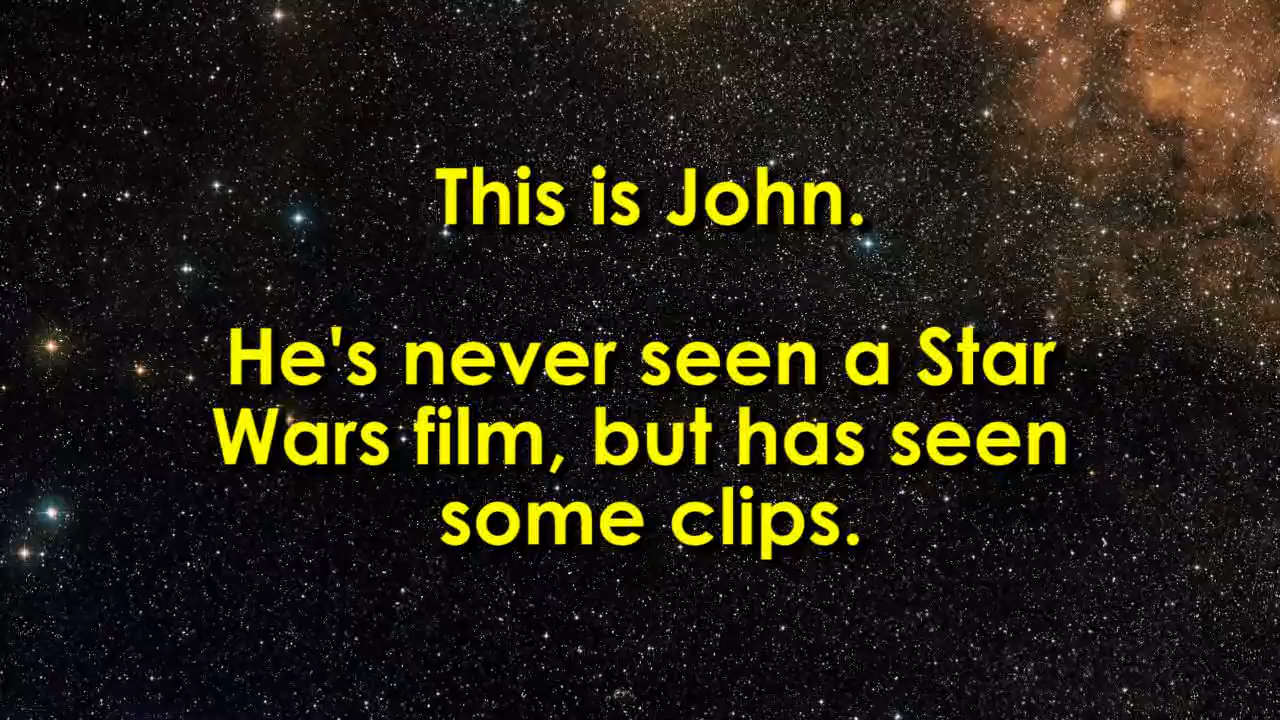 This is John.
He's never seen a Star
Wars film, but has seen
some clips.